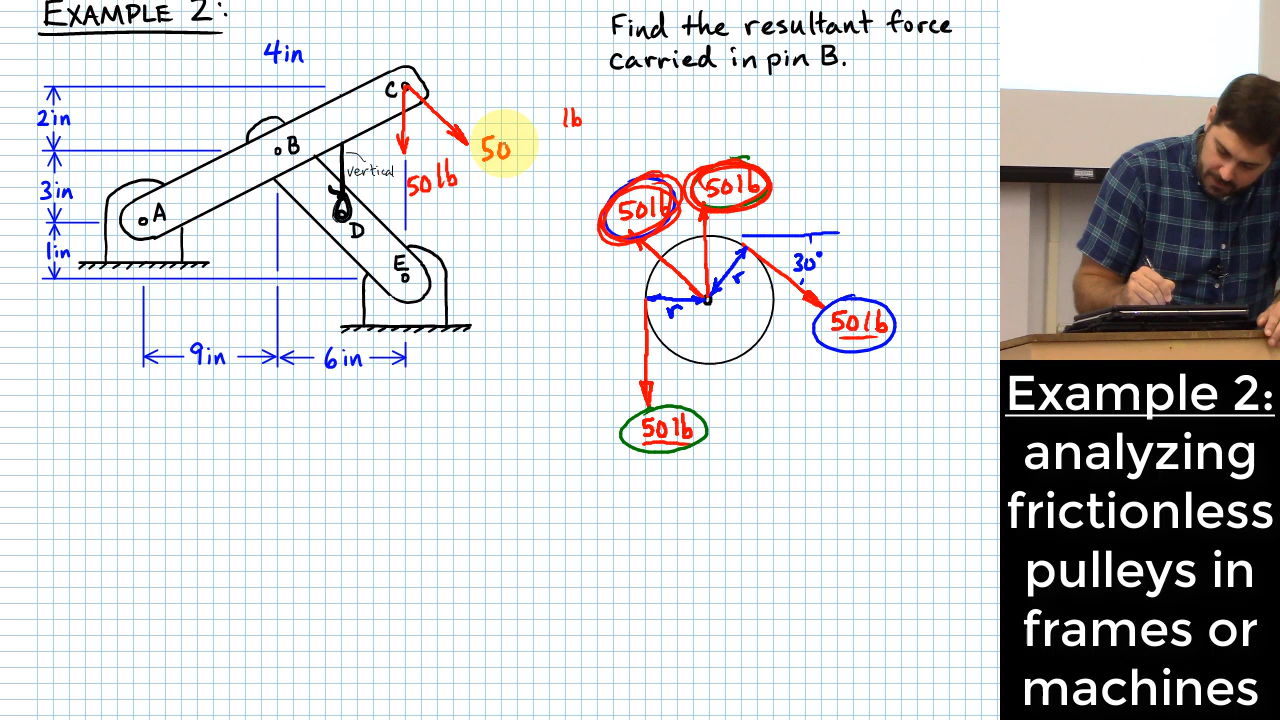 EXAMPLE 2:
Find the resultant force
carried in pin B.
4in
C
2in
B
lb
50
vertical
50lb
50lb
50lb
3in
A
D
1in
E
30°
r
r
50lb
9in
6in
50lb
Example 2:
analyzing
frictionless
pulleys in
frames or
machines